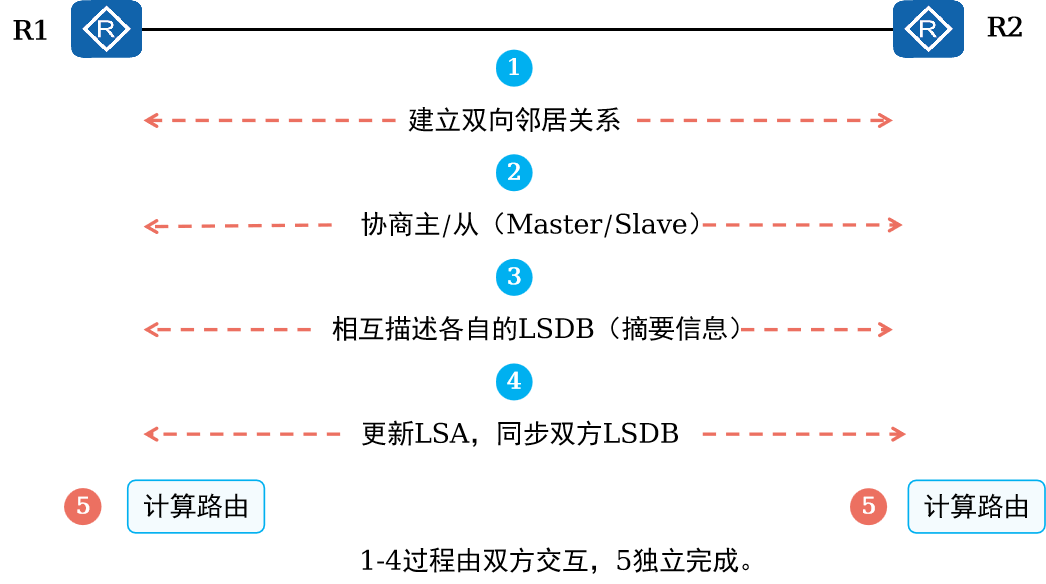 R1
R
R
R2
1
建立双向邻居关系
2
协商主/从（Master/Slave）
3
相互描述各自的LSDB（摘要信息）
4
更新LSA，同步双方LSDB
5
计算路由
5
计算路由
1-4过程由双方交互，5独立完成。